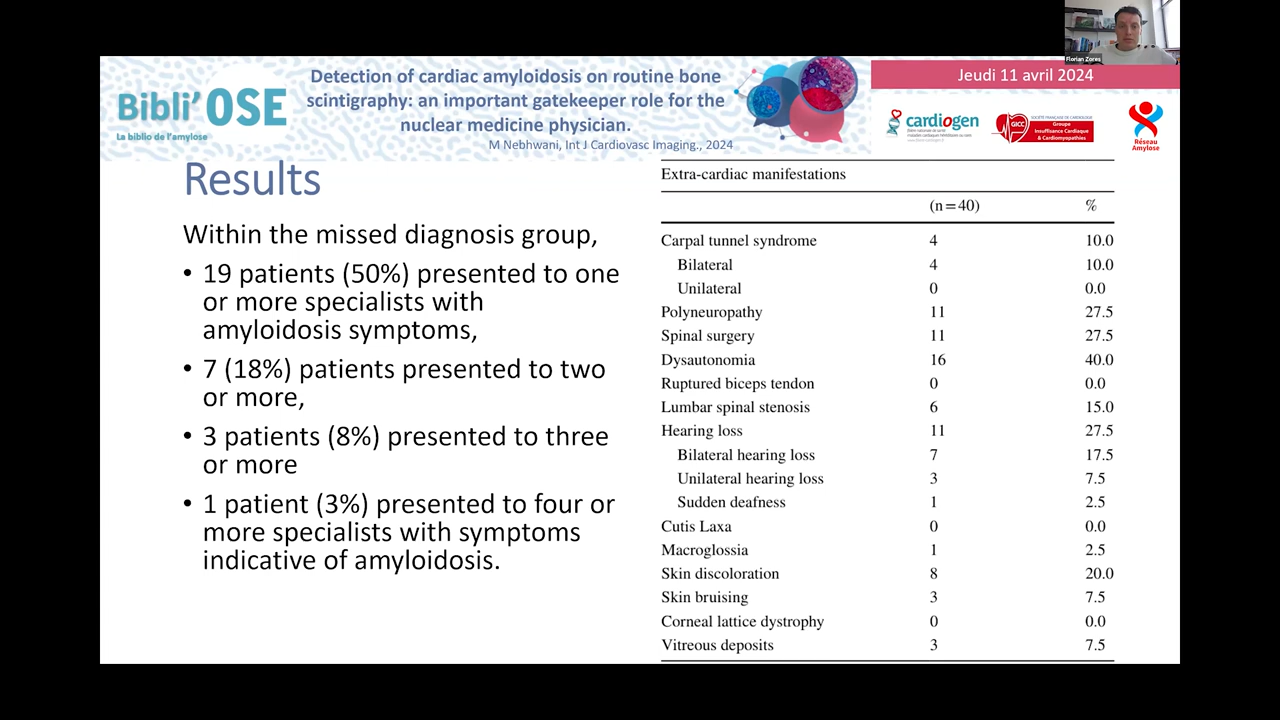 Florian Zores
Detection of cardiac amyloidosis on routine bone
scintigraphy: an important gatekeeper role for the
nuclear medicine physician.
M Nebhwani, Int J Cardiovasc Imaging., 2024
Bibli'OSE
La biblio de l'amylose
Jeudi 11 avril 2024
cardiogen
GICC
SOCIÉTÉ FRANÇAISE DE CARDIOLOGIE
Groupe
Insuffisance Cardiaque
& Cardiomyopathies
Réseau
Amylose
Results
Within the missed diagnosis group,
• 19 patients (50%) presented to one
or more specialists with
amyloidosis symptoms,
• 7 (18%) patients presented to two
or more,
• 3 patients (8%) presented to three
or more
• 1 patient (3%) presented to four or
more specialists with symptoms
indicative of amyloidosis.
Extra-cardiac manifestations
(n=40) %
Carpal tunnel syndrome 4 10.0
Bilateral 4 10.0
Unilateral 0 0.0
Polyneuropathy 11 27.5
Spinal surgery 11 27.5
Dysautonomia 16 40.0
Ruptured biceps tendon 0 0.0
Lumbar spinal stenosis 6 15.0
Hearing loss 11 27.5
Bilateral hearing loss 7 17.5
Unilateral hearing loss 3 7.5
Sudden deafness 1 2.5
Cutis Laxa 0 0.0
Macroglossia 1 2.5
Skin discoloration 8 20.0
Skin bruising 3 7.5
Corneal lattice dystrophy 0 0.0
Vitreous deposits 3 7.5